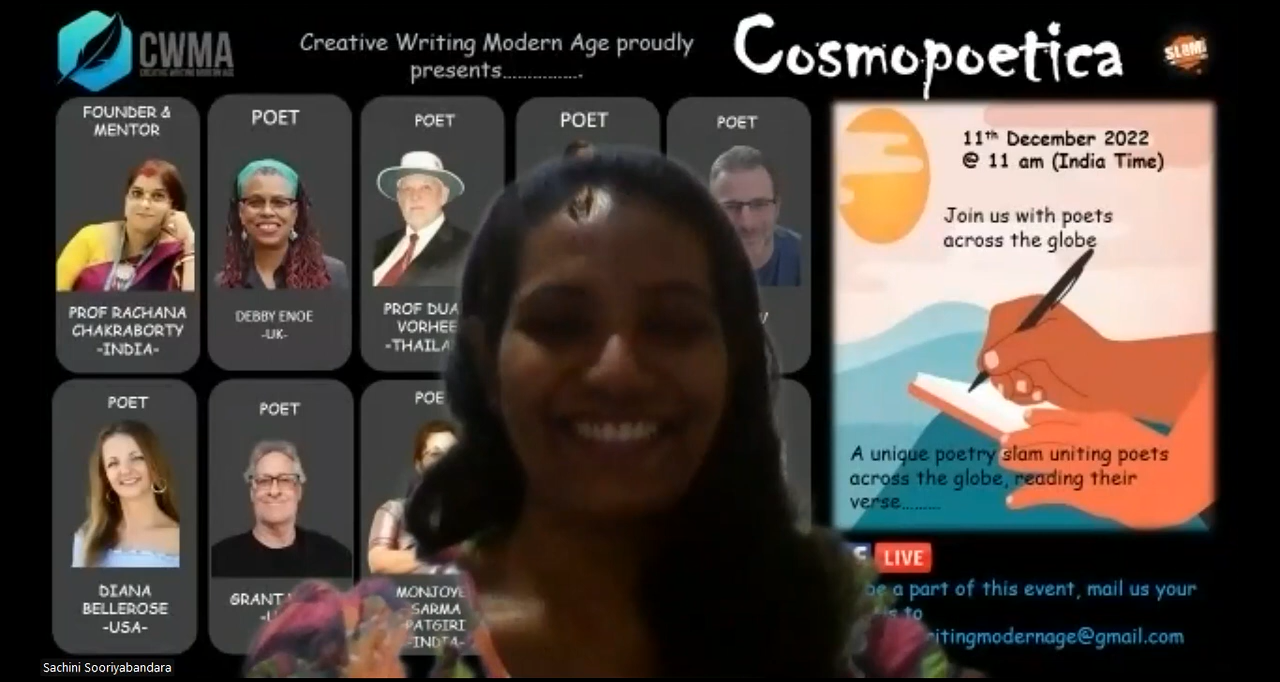 CWMA
CREATIVE WRITING MODERN AGE
Creative Writing Modern Age proudly
presents................
Cosmopoetica
SLAM!
FOUNDER &
MENTOR
PROF RACHANA
CHAKRABORTY
-INDIA-
POET
DEBBY ENOE
-UK-
POET
PROF
VORHEE
-THAILA
POET
POET
11th December 2022
@ 11 am (India Time)
Join us with poets
across the globe
A unique poetry slam uniting poets
across the globe, reading their
verse.........
POET
DIANA
BELLEROSE
-USA-
POET
GRANT
POE
MONJOYE
SARMA
PATGIRI
-INDIA-
LIVE
be a part of this event, mail us your
to
ritingmodernage@gmail.com
Sachini Sooriyabandara